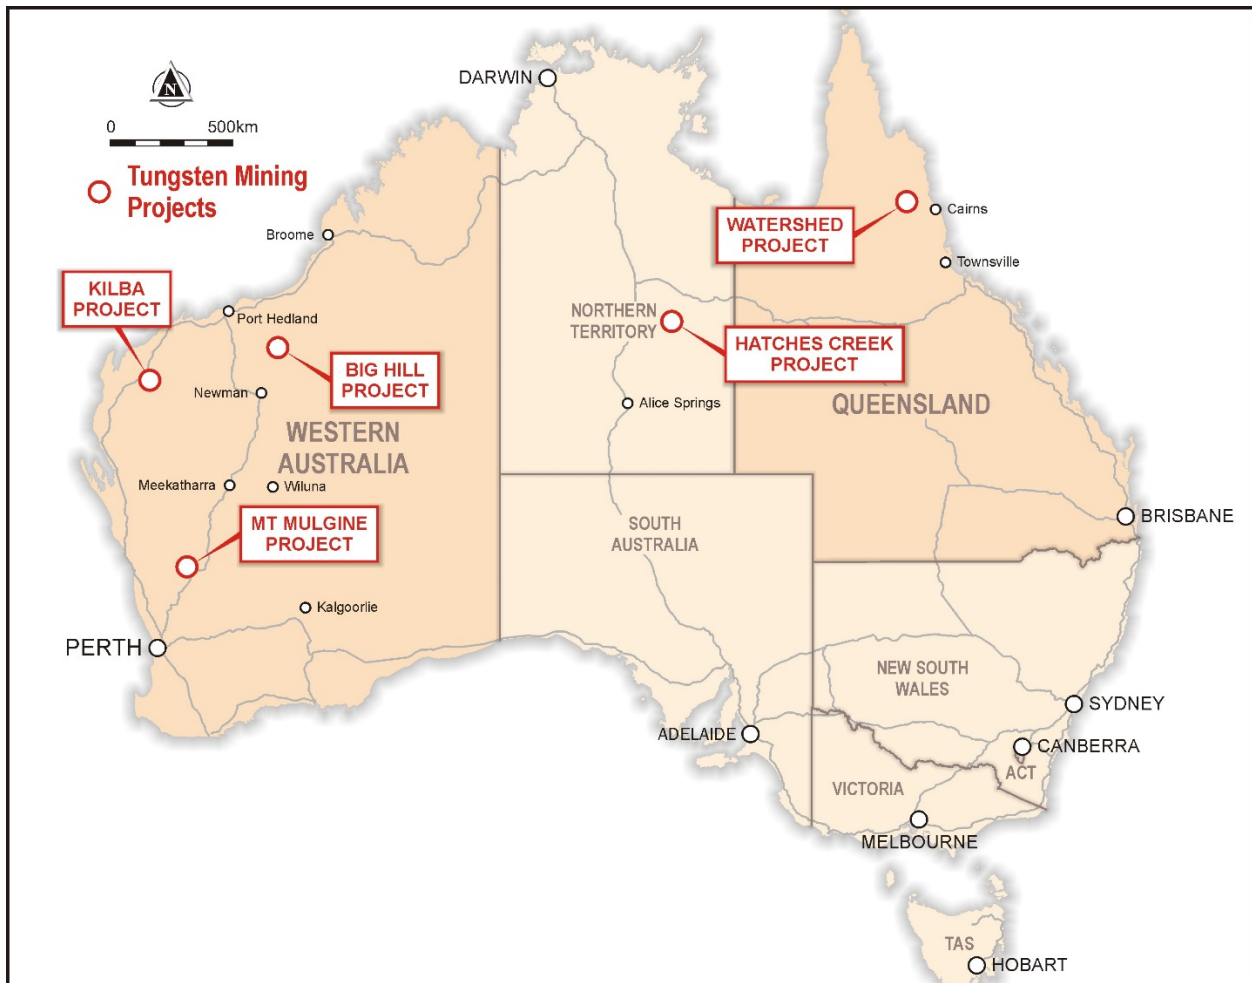 DARWIN
N
0 500km
Tungsten Mining
Projects
Broome
WATERSHED
PROJECT
Cairns
Townsville
KILBA
PROJECT
Port Hedland
NORTHERN
TERRITORY
HATCHES CREEK
PROJECT
BIG HILL
PROJECT
Newman
Alice Springs
QUEENSLAND
WESTERN
AUSTRALIA
Meekatharra
Wiluna
MT MULGINE
PROJECT
SOUTH
AUSTRALIA
BRISBANE
Kalgoorlie
PERTH
NEW SOUTH
WALES
SYDNEY
ADELAIDE
CANBERRA
ACT
VICTORIA
MELBOURNE
TAS
HOBART